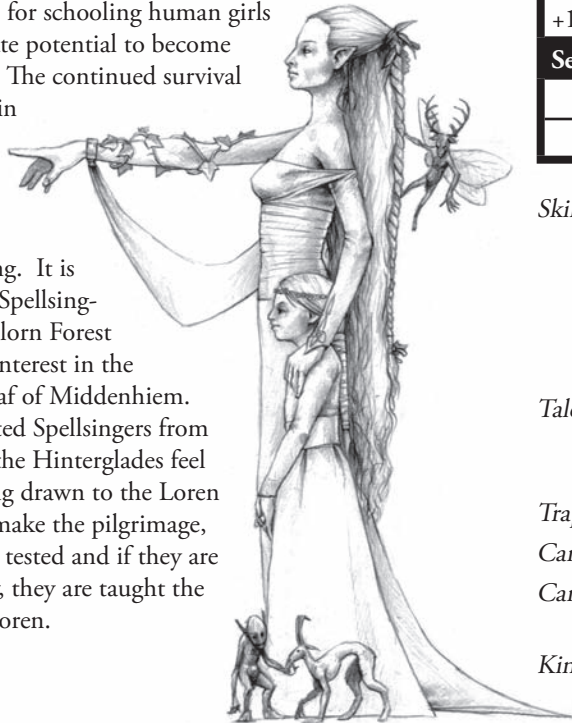 for schooling human girls
te potential to become
The continued survival
in
ng. It is
Spellsing-
lorn Forest
nterest in the
af of Middenhiem.
ted Spellsingers from
the Hinterglades feel
g drawn to the Loren
make the pilgrimage,
tested and if they are
, they are taught the
oren.
+1
Se
Skil
Tale
Tra
Car
Car
Kin